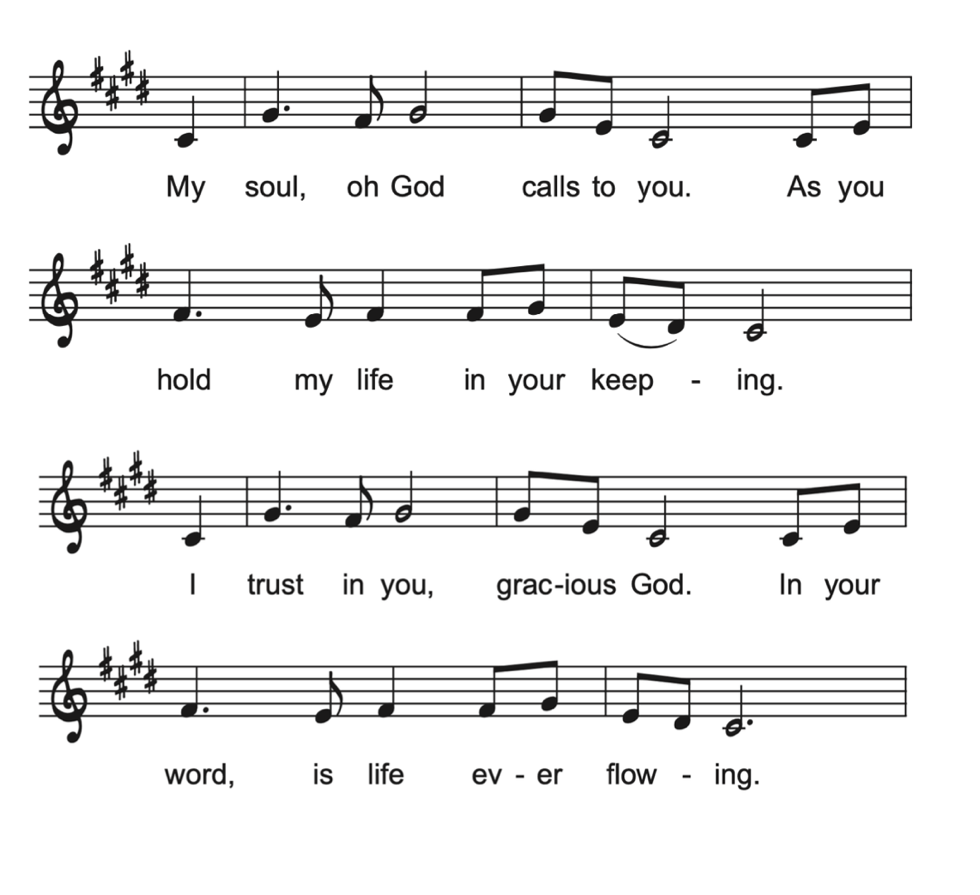 My soul, oh God calls to you. As you
hold my life in your keep - ing.
I trust in you, grac-ious God. In your
word, is life ev - er flow - ing.